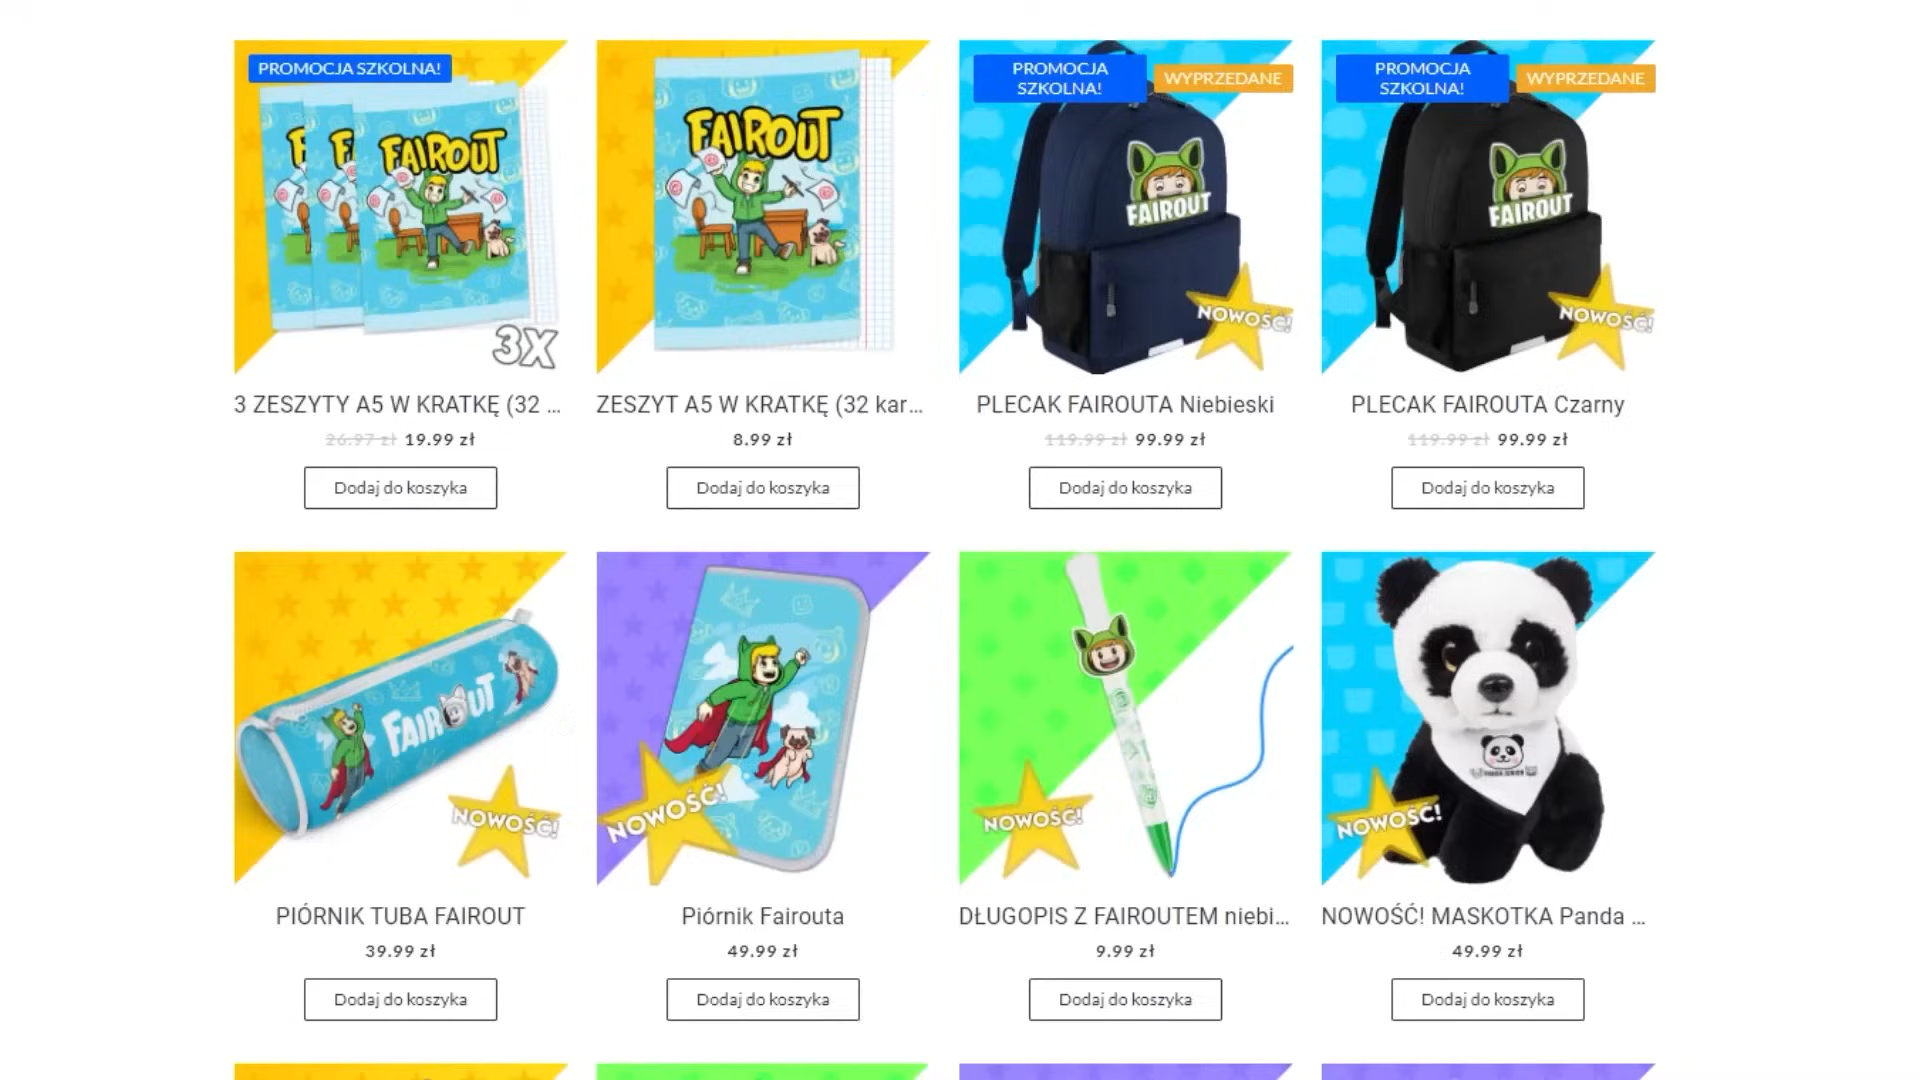 PROMOCJA SZKOLNA!
FAIROUT
3X
3 ZESZYTY A5 W KRATKĘ (32 ...
26.97 zł 19.99 zł
Dodaj do koszyka
FAIROUT
ZESZYT A5 W KRATKĘ (32 kar...
8.99 zł
Dodaj do koszyka
PROMOCJA
SZKOLNA!
WYPRZEDANE
FAIROUT
NOWOŚĆ!
PLECAK FAIROUTA Niebieski
119.99 zł 99.99 zł
Dodaj do koszyka
PROMOCJA
SZKOLNA!
WYPRZEDANE
FAIROUT
NOWOŚĆ!
PLECAK FAIROUTA Czarny
119.99 zł 99.99 zł
Dodaj do koszyka
FAIROUT
NOWOŚĆ!
PIÓRNIK TUBA FAIROUT
39.99 zł
Dodaj do koszyka
NOWOŚĆ!
Piórnik Fairouta
49.99 zł
Dodaj do koszyka
NOWOŚĆ!
DŁUGOPIS Z FAIROUTEM niebi...
9.99 zł
Dodaj do koszyka
NOWOŚĆ!
NOWOŚĆ! MASKOTKA Panda ...
49.99 zł
Dodaj do koszyka